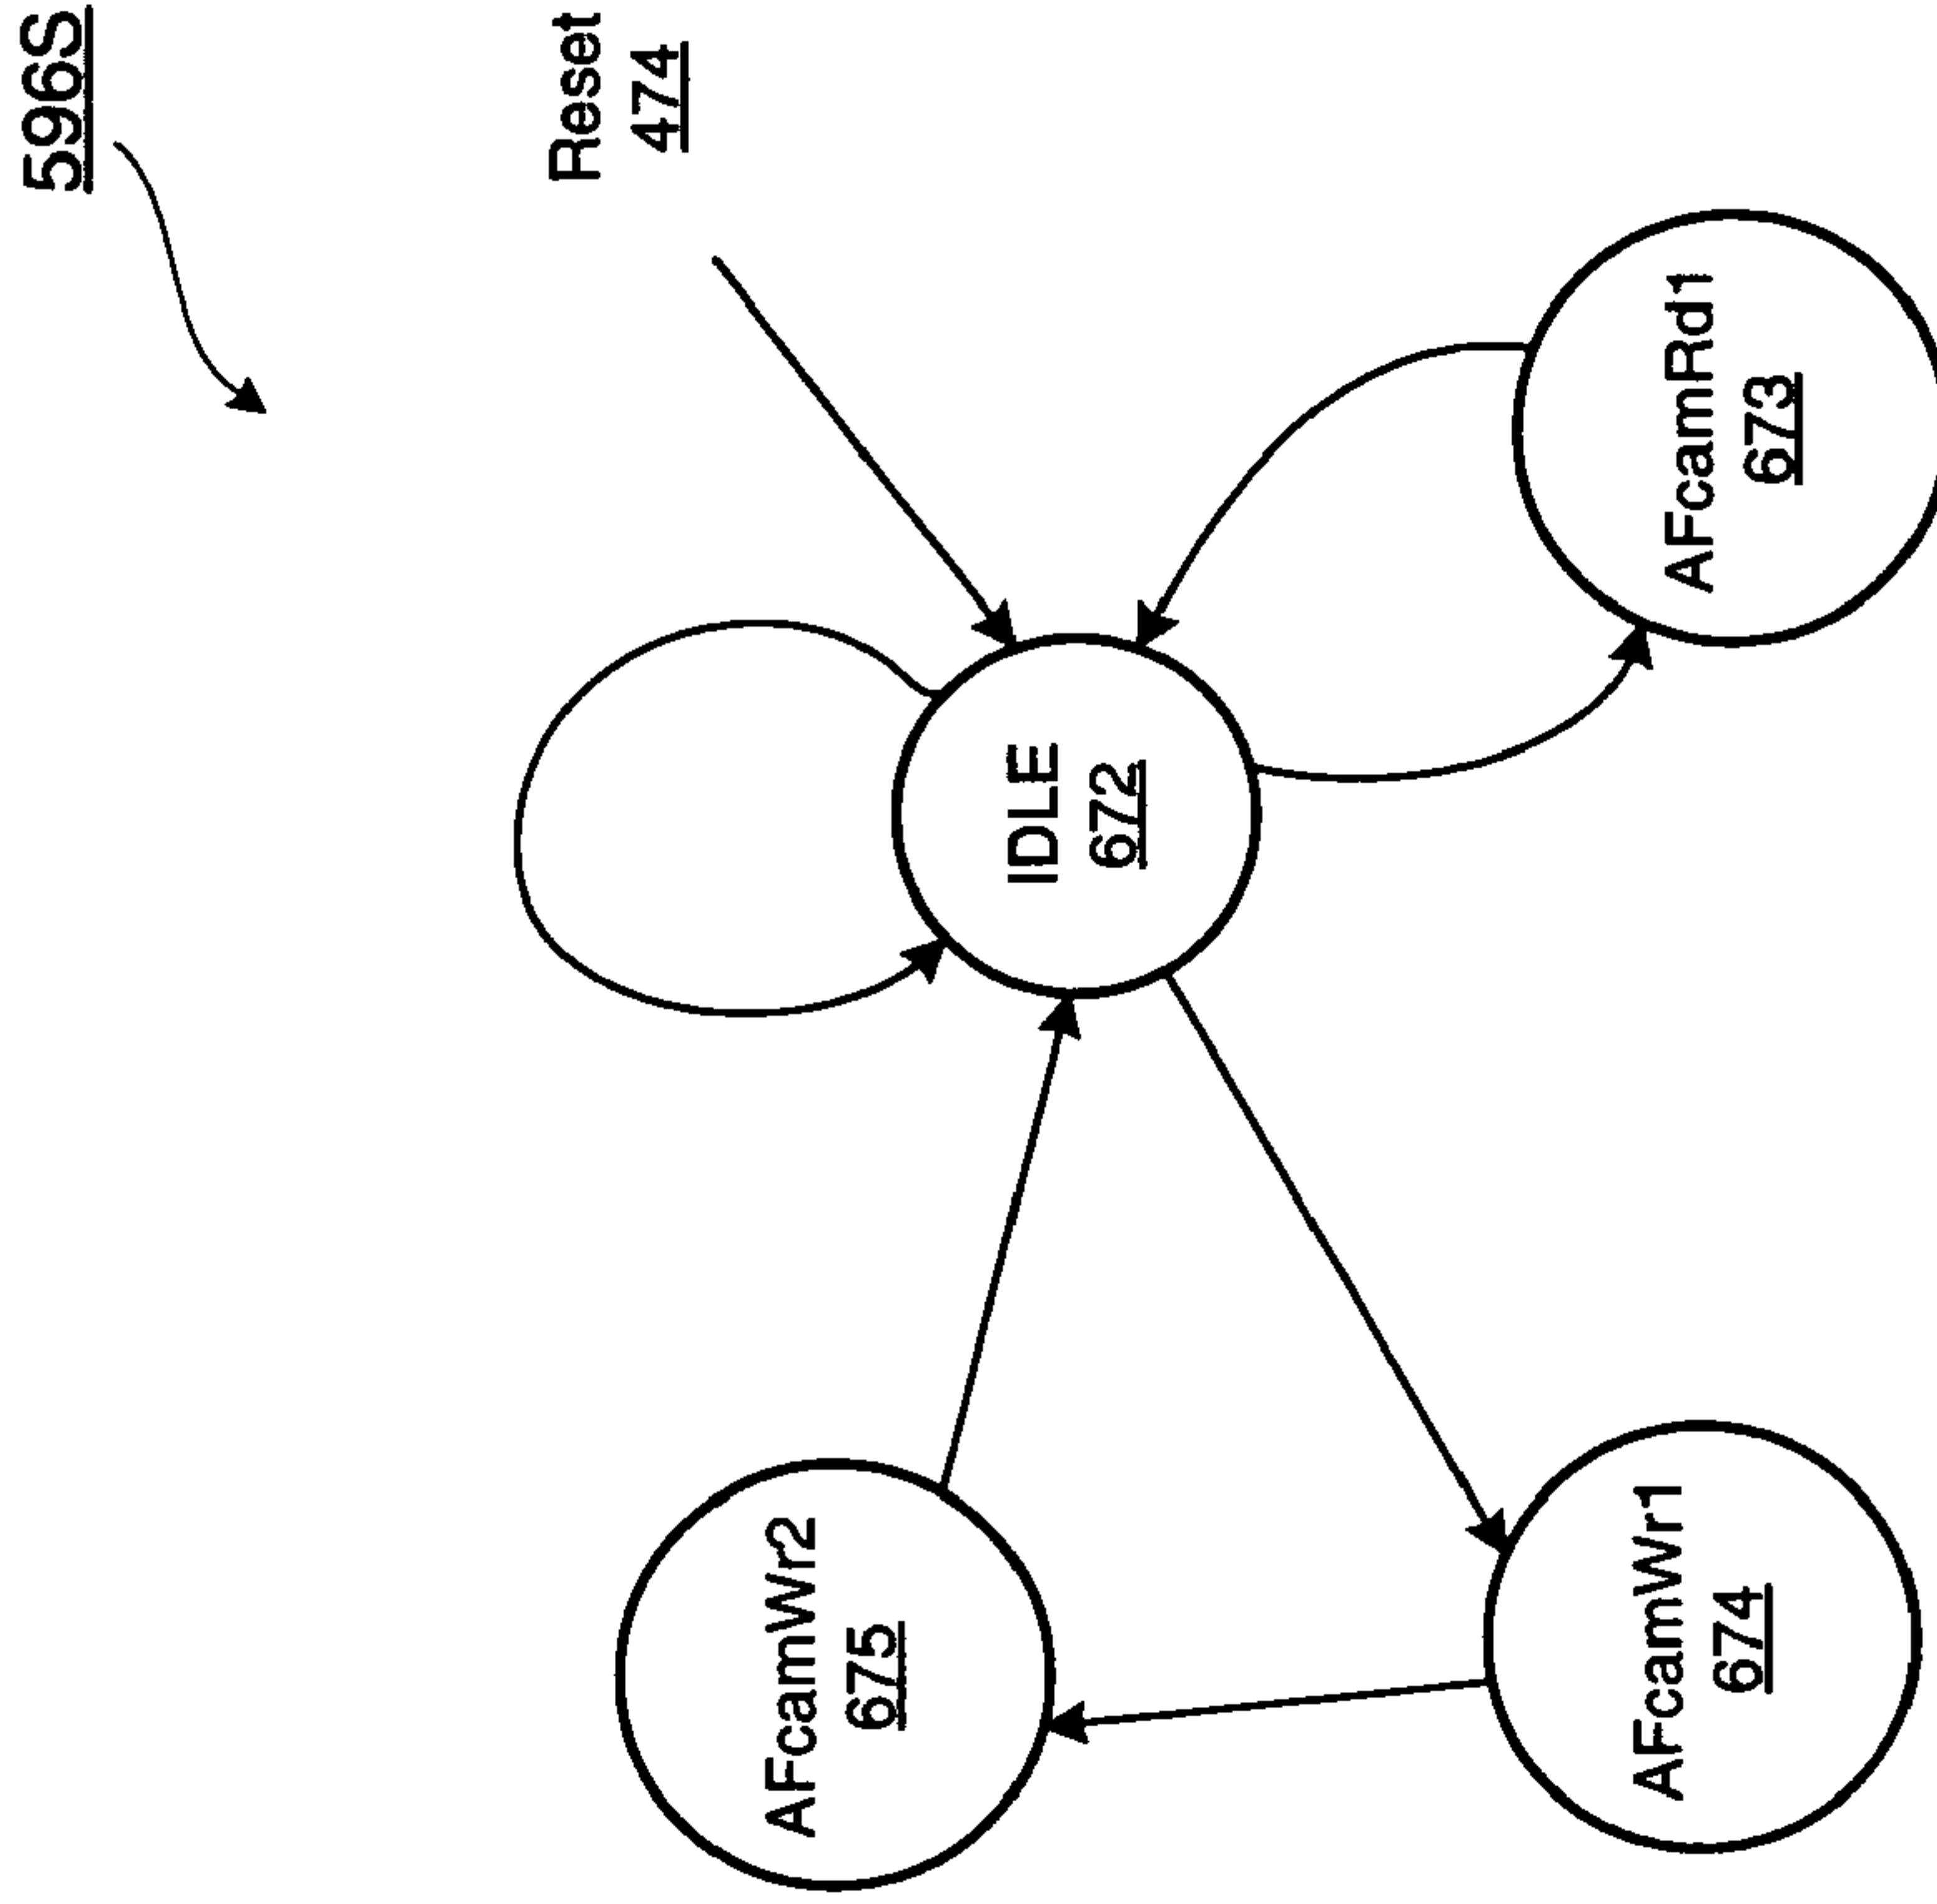 596S
Reset
474
AFcamWr2
675
IDLE
672
AFcamRd1
673
AFcamWr1
674